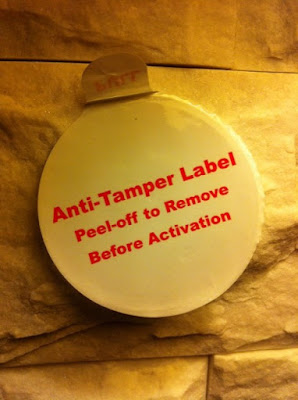 Anti-Tamper Label
Peel-off to Remove
Before Activation